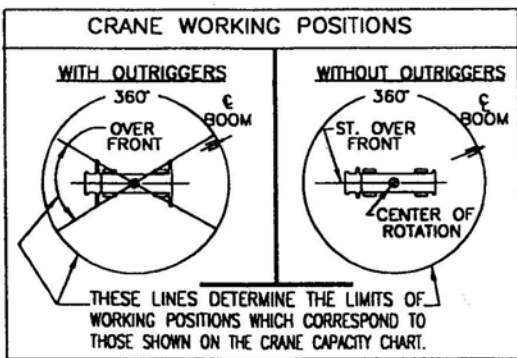 CRANE WORKING POSITIONS
WITH OUTRIGGERS
360°
OVER
FRONT
℄
BOOM
WITHOUT OUTRIGGERS
360°
℄
BOOM
ST. OVER
FRONT
CENTER OF
ROTATION
THESE LINES DETERMINE THE LIMITS OF
WORKING POSITIONS WHICH CORRESPOND TO
THOSE SHOWN ON THE CRANE CAPACITY CHART.